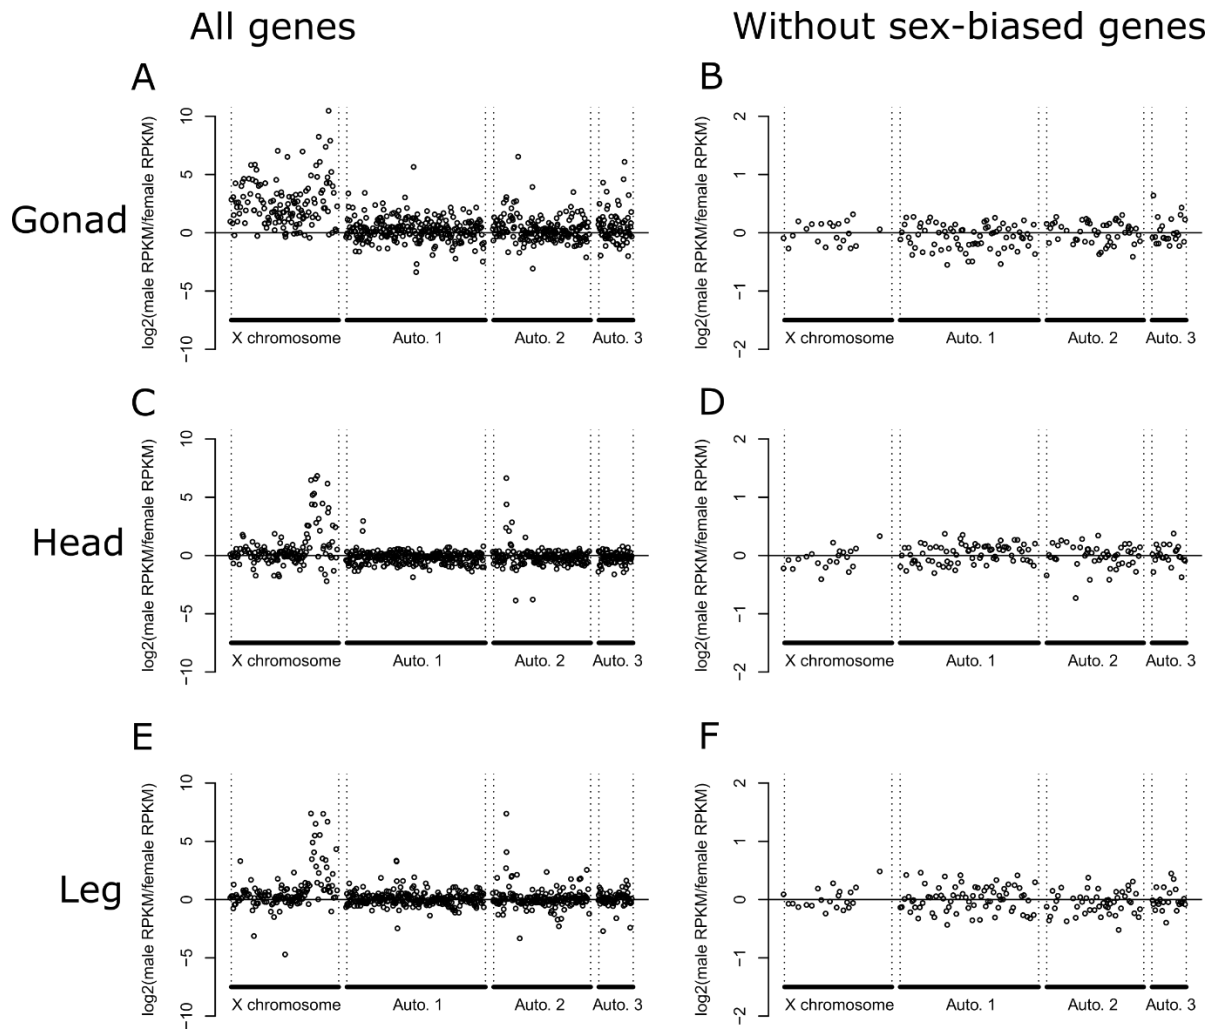 All genes
Without sex-biased genes
Gonad
A
log2(male RPKM/female RPKM)
10
5
0
−5
−10
X chromosome
Auto. 1
Auto. 2
Auto. 3
B
log2(male RPKM/female RPKM)
2
1
0
−1
−2
X chromosome
Auto. 1
Auto. 2
Auto. 3
Head
C
log2(male RPKM/female RPKM)
10
5
0
−5
−10
X chromosome
Auto. 1
Auto. 2
Auto. 3
D
log2(male RPKM/female RPKM)
2
1
0
−1
−2
X chromosome
Auto. 1
Auto. 2
Auto. 3
Leg
E
log2(male RPKM/female RPKM)
10
5
0
−5
−10
X chromosome
Auto. 1
Auto. 2
Auto. 3
F
log2(male RPKM/female RPKM)
2
1
0
−1
−2
X chromosome
Auto. 1
Auto. 2
Auto. 3